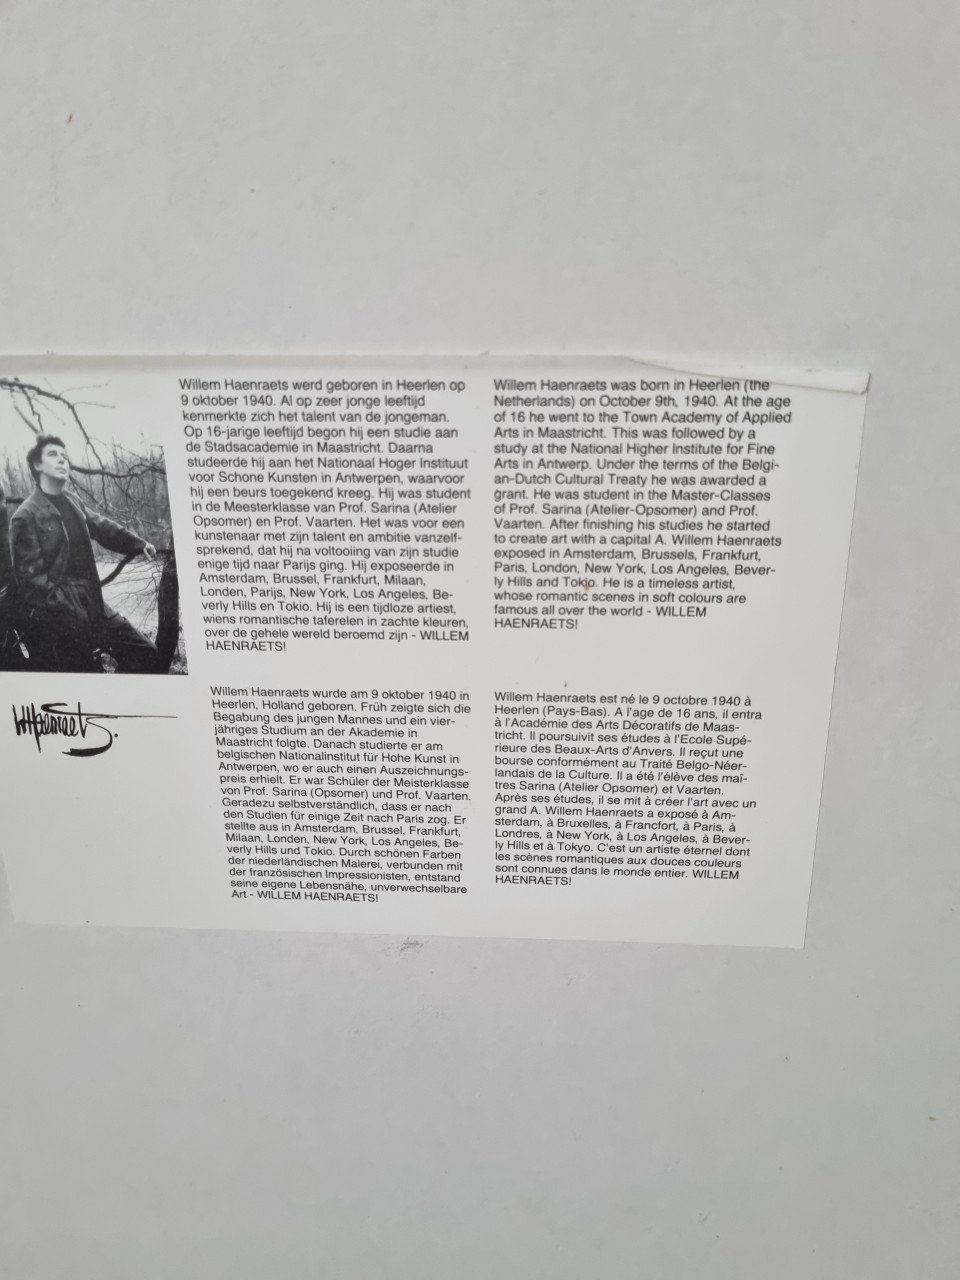 Willem Haenraets werd geboren in Heerlen op
9 oktober 1940. Al op zeer jonge leeftijd
kenmerkte zich het talent van de jongeman.
Op 16-jarige leeftijd begon hij een studie aan
de Stadsacademie in Maastricht. Daarna
studeerde hij aan het Nationaal Hoger Instituut
voor Schone Kunsten in Antwerpen, waarvoor
hij een beurs toegekend kreeg. Hij was student
in de Meesterklasse van Prof. Sarina (Atelier
Opsomer) en Prof. Vaarten. Het was voor een
kunstenaar met zijn talent en ambitie vanzelf-
sprekend, dat hij na voltooiing van zijn studie
enige tijd naar Parijs ging. Hij exposeerde in
Amsterdam, Brussel, Frankfurt, Milaan,
Londen, Parijs, New York, Los Angeles, Be-
verly Hills en Tokio. Hij is een tijdloze artiest,
wiens romantische taferelen in zachte kleuren,
over de gehele wereld beroemd zijn - WILLEM
HAENRAETS!
Willem Haenraets was born in Heerlen (the
Netherlands) on October 9th, 1940. At the age
of 16 he went to the Town Academy of Applied
Arts in Maastricht. This was followed by a
study at the National Higher Institute for Fine
Arts in Antwerp. Under the terms of the Belgi-
an-Dutch Cultural Treaty he was awarded a
grant. He was student in the Master-Classes
of Prof. Sarina (Atelier-Opsomer) and Prof.
Vaarten. After finishing his studies he started
to create art with a capital A. Willem Haenraets
exposed in Amsterdam, Brussels, Frankfurt,
Paris, London, New York, Los Angeles, Bever-
ly Hills and Tokio. He is a timeless artist,
whose romantic scenes in soft colours are
famous all over the world - WILLEM
HAENRAETS!
WHaenraets.
Willem Haenraets wurde am 9 oktober 1940 in
Heerlen, Holland geboren. Früh zeigte sich die
Begabung des jungen Mannes und ein vier-
jähriges Studium an der Akademie in
Maastricht folgte. Danach studierte er am
belgischen Nationalinstitut für Hohe Kunst in
Antwerpen, wo er auch einen Auszeichnungs-
preis erhielt. Er war Schüler der Meisterklasse
von Prof. Sarina (Opsomer) und Prof. Vaarten.
Geradezu selbstverständlich, dass er nach
den Studien für einige Zeit nach Paris zog. Er
stellte aus in Amsterdam, Brussel, Frankfurt,
Milaan, Londen, New York, Los Angeles, Be-
verly Hills und Tokio. Durch schönen Farben
der niederländischen Malerei, verbunden mit
der französischen Impressionisten, entstand
seine eigene Lebensnähe, unverwechselbare
Art - WILLEM HAENRAETS!
Willem Haenraets est né le 9 octobre 1940 à
Heerlen (Pays-Bas). A l'age de 16 ans, il entra
à l'Académie des Arts Décoratifs de Maas-
tricht. Il poursuivit ses études à l'Ecole Supé-
rieure des Beaux-Arts d'Anvers. Il reçut une
bourse conformément au Traité Belgo-Néer-
landais de la Culture. Il a été l'élève des maî-
tres Sarina (Atelier Opsomer) et Vaarten.
Après ses études, il se mit à créer l'art avec un
grand A. Willem Haenraets a exposé à Am-
sterdam, à Bruxelles, à Francfort, à Paris, à
Londres, à New York, à Los Angeles, à Bever-
ly Hills et à Tokyo. C'est un artiste éternel dont
les scènes romantiques aux douces couleurs
sont connues dans le monde entier. WILLEM
HAENRAETS!